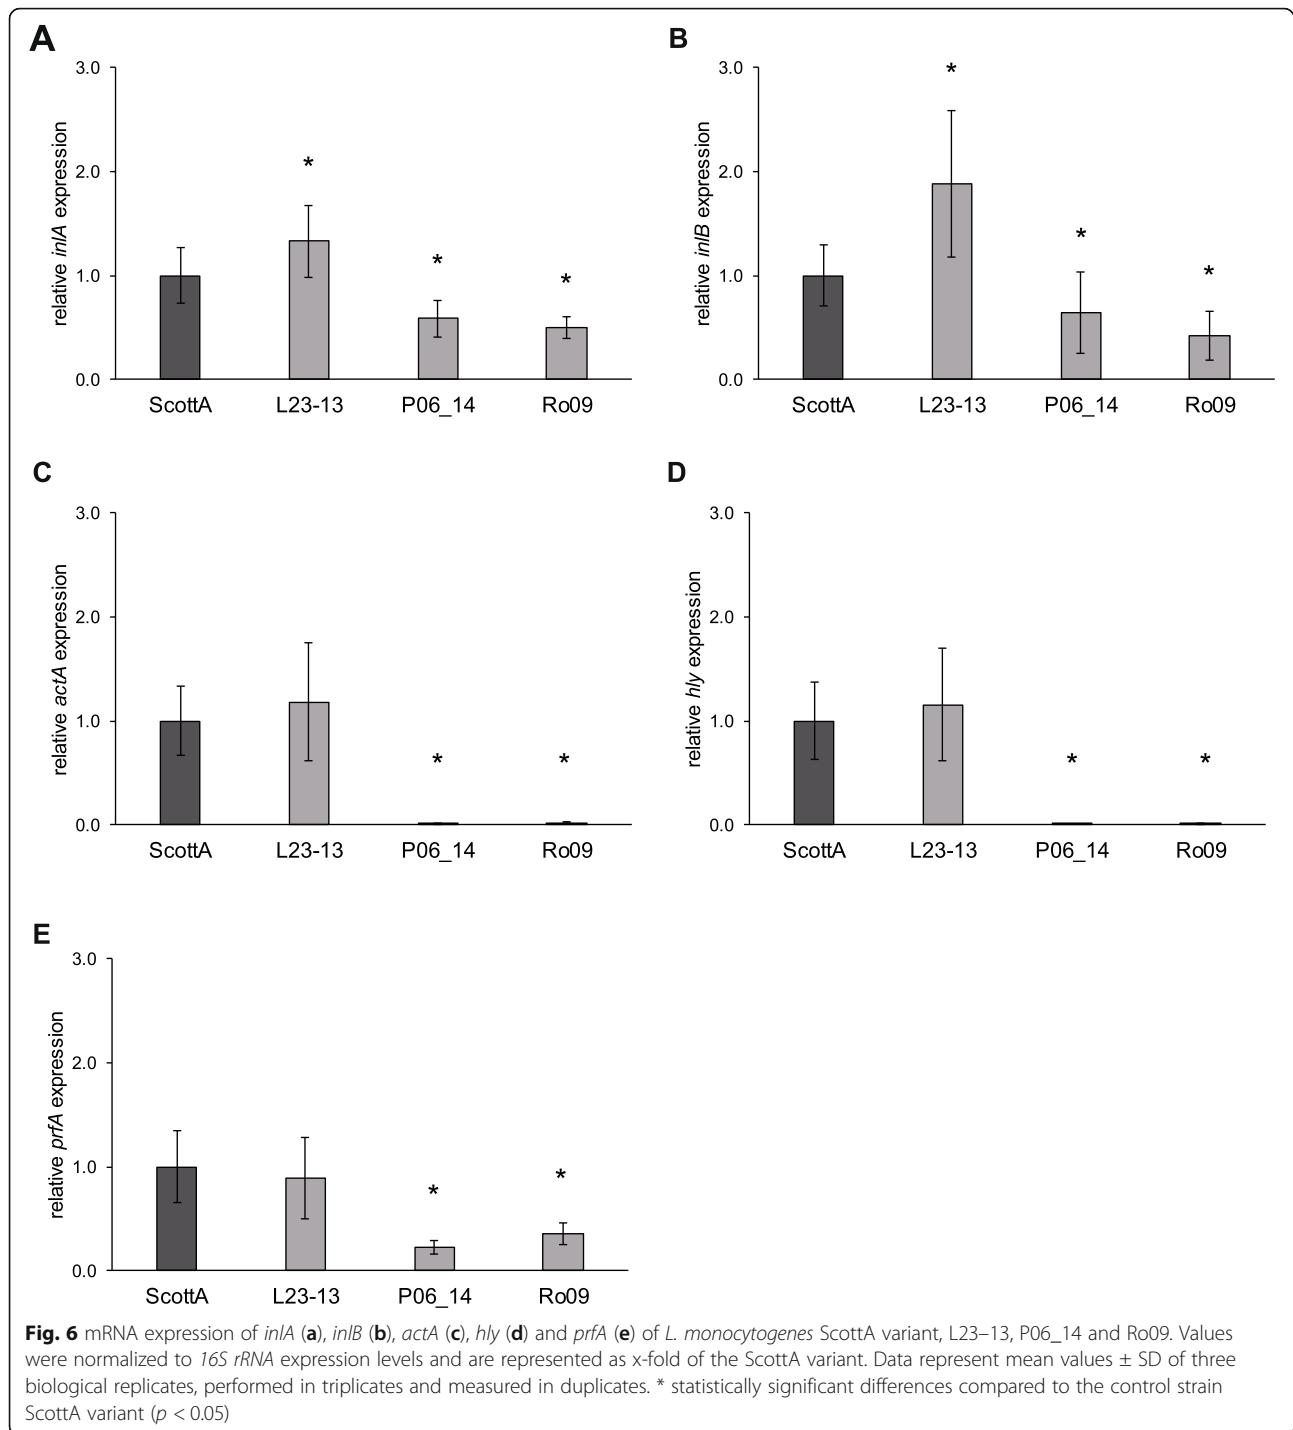 A
3.0
2.0
1.0
0.0
relative inlA expression
*
*
*
ScottA L23-13 P06_14 Ro09
B
3.0
2.0
1.0
0.0
relative inlB expression
*
*
*
ScottA L23-13 P06_14 Ro09
C
3.0
2.0
1.0
0.0
relative actA expression
* *
ScottA L23-13 P06_14 Ro09
D
3.0
2.0
1.0
0.0
relative hly expression
* *
ScottA L23-13 P06_14 Ro09
E
3.0
2.0
1.0
0.0
relative prfA expression
*
*
ScottA L23-13 P06_14 Ro09
Fig. 6 mRNA expression of inlA (a), inlB (b), actA (c), hly (d) and prfA (e) of L. monocytogenes ScottA variant, L23–13, P06_14 and Ro09. Values
were normalized to 16S rRNA expression levels and are represented as x-fold of the ScottA variant. Data represent mean values ± SD of three
biological replicates, performed in triplicates and measured in duplicates. * statistically significant differences compared to the control strain
ScottA variant (p < 0.05)